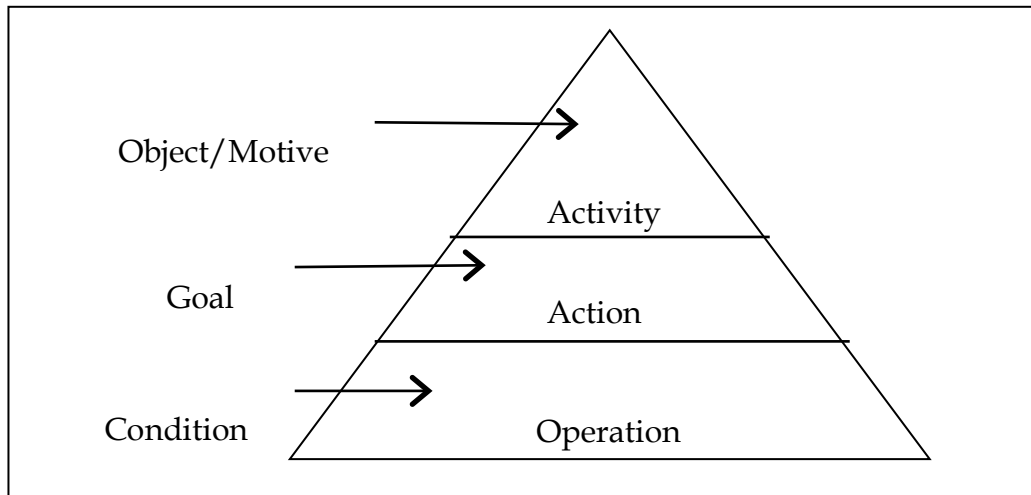 Object/Motive
Activity
Goal
Action
Condition
Operation